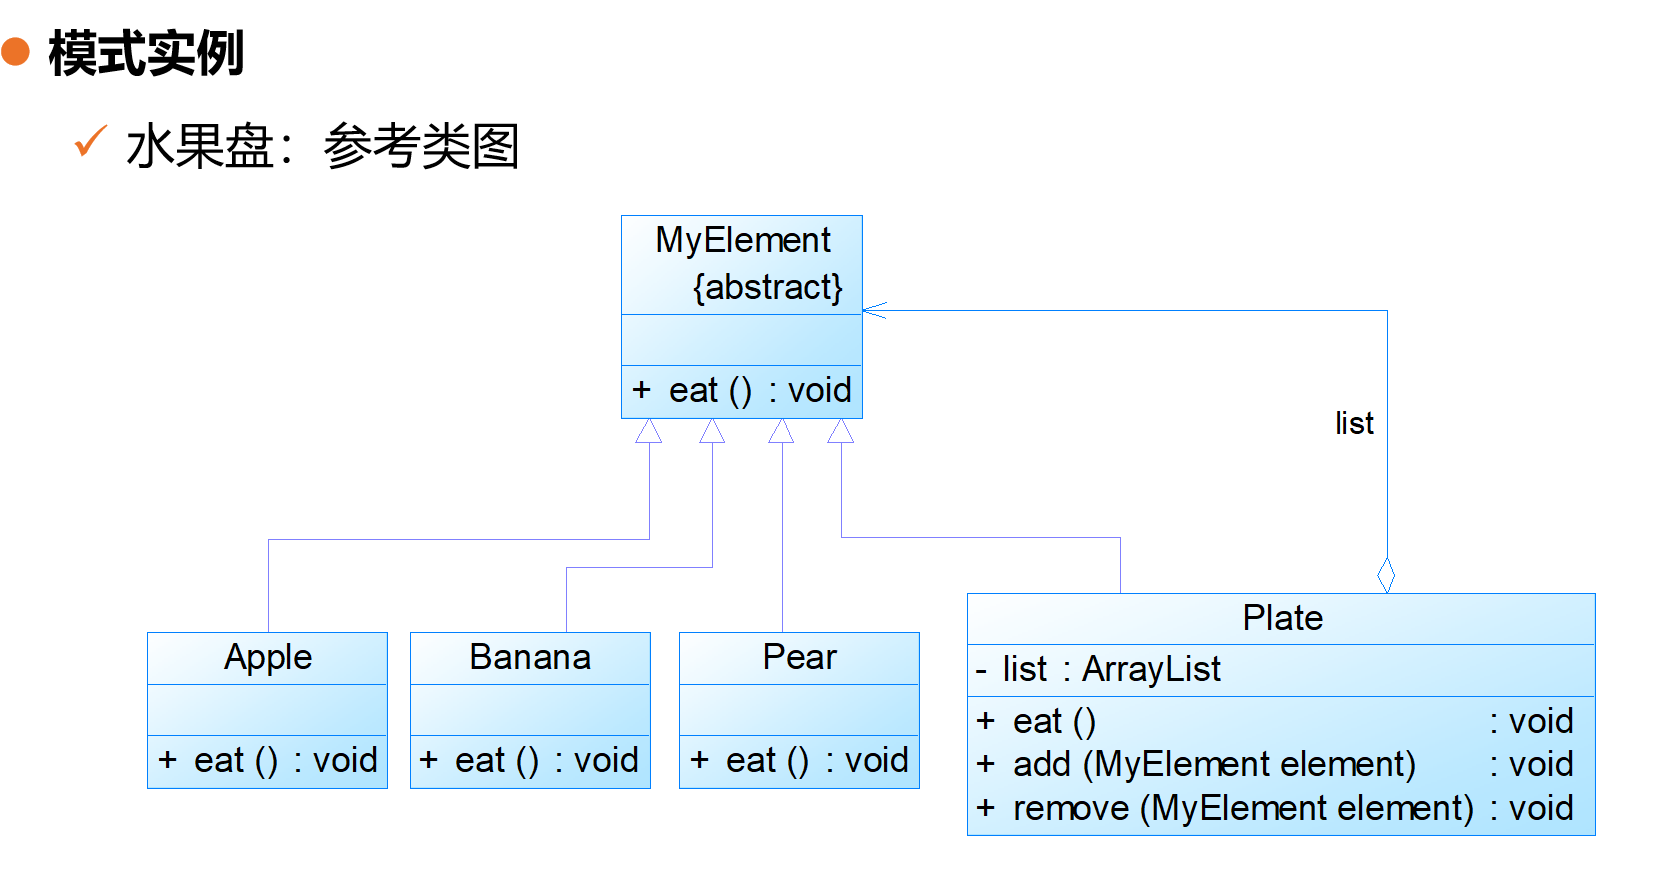 模式实例
水果盘：参考类图
MyElement
{abstract}
+ eat () : void
list
Apple
+ eat () : void
Banana
+ eat () : void
Pear
+ eat () : void
Plate
- list : ArrayList
+ eat () : void
+ add (MyElement element) : void
+ remove (MyElement element) : void